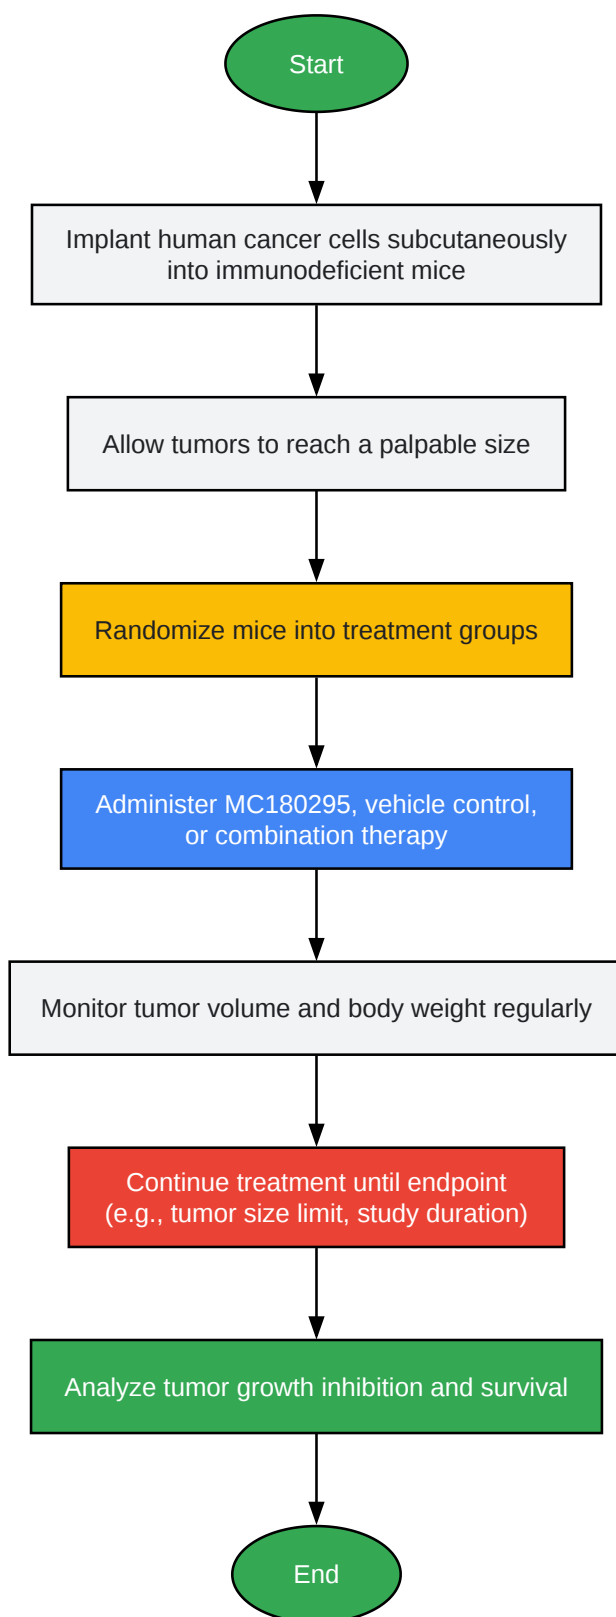 Start
Implant human cancer cells subcutaneously
into immunodeficient mice
Allow tumors to reach a palpable size
Randomize mice into treatment groups
Administer MC180295, vehicle control,
or combination therapy
Monitor tumor volume and body weight regularly
Continue treatment until endpoint
(e.g., tumor size limit, study duration)
Analyze tumor growth inhibition and survival
End